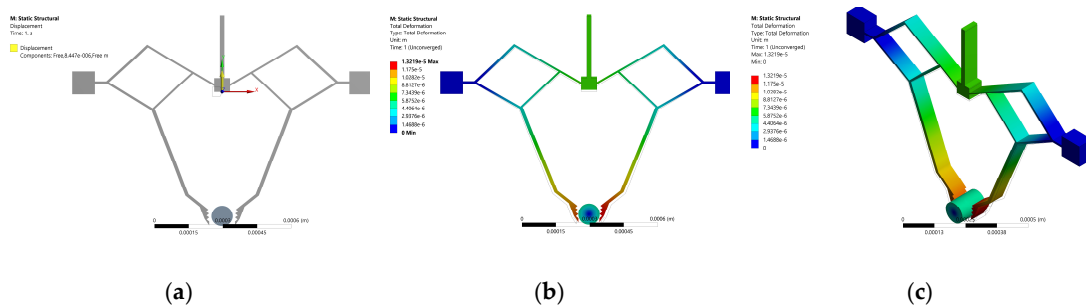 M: Static Structural
Displacement
Time: 1. s
Displacement
Components: Free,8.447e-006,Free m
X
0
0.0003
0.0006 (m)
0.00015
0.00045
(a)
M: Static Structural
Total Deformation
Type: Total Deformation
Unit: m
Time: 1 (Unconverged)
1.3219e-5 Max
1.175e-5
1.0282e-5
8.8127e-6
7.3439e-6
5.8752e-6
4.4064e-6
2.9376e-6
1.4688e-6
0 Min
0
0.0006 (m)
0.00015
0.00045
(b)
M: Static Structural
Total Deformation
Type: Total Deformation
Unit: m
Time: 1 (Unconverged)
Max: 1.3219e-5
Min: 0
1.3219e-5
1.175e-5
1.0282e-5
8.8127e-6
7.3439e-6
5.8752e-6
4.4064e-6
2.9376e-6
1.4688e-6
0
0
0.0005 (m)
0.00013
0.00038
(c)